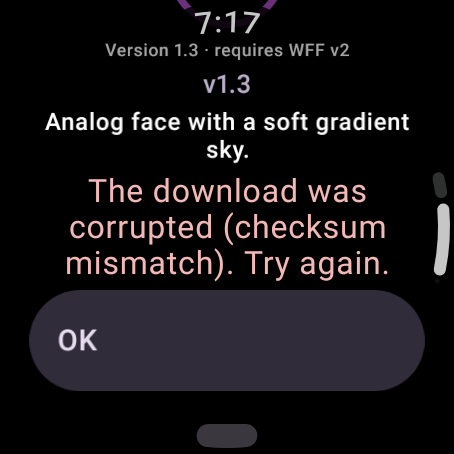 7:17
Version 1.3 · requires WFF v2
v1.3
Analog face with a soft gradient
sky.
The download was
corrupted (checksum
mismatch). Try again.
OK